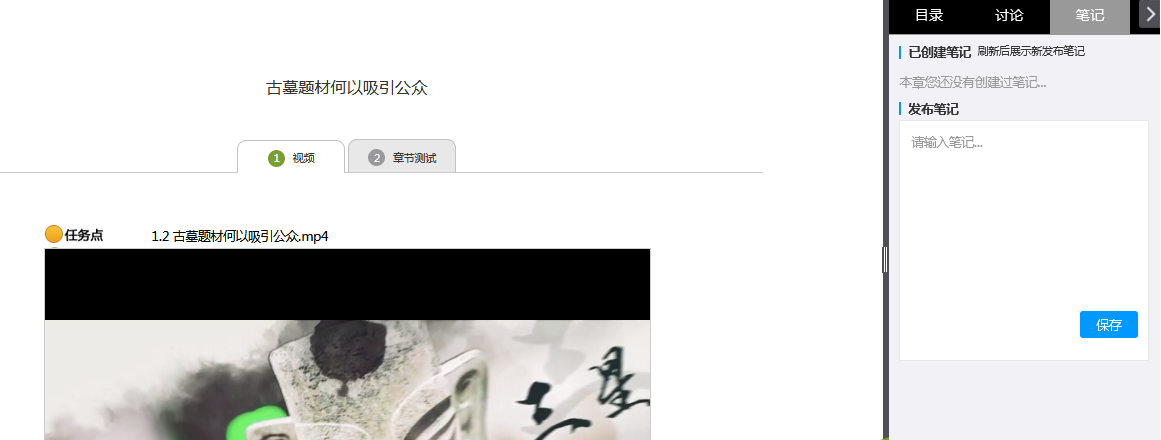 目录 讨论 笔记
已创建笔记 刷新后展示新发布笔记
本章您还没有创建过笔记...
发布笔记
请输入笔记...
保存
古墓题材何以吸引公众
1 视频 2 章节测试
任务点 1.2 古墓题材何以吸引公众.mp4
古墓